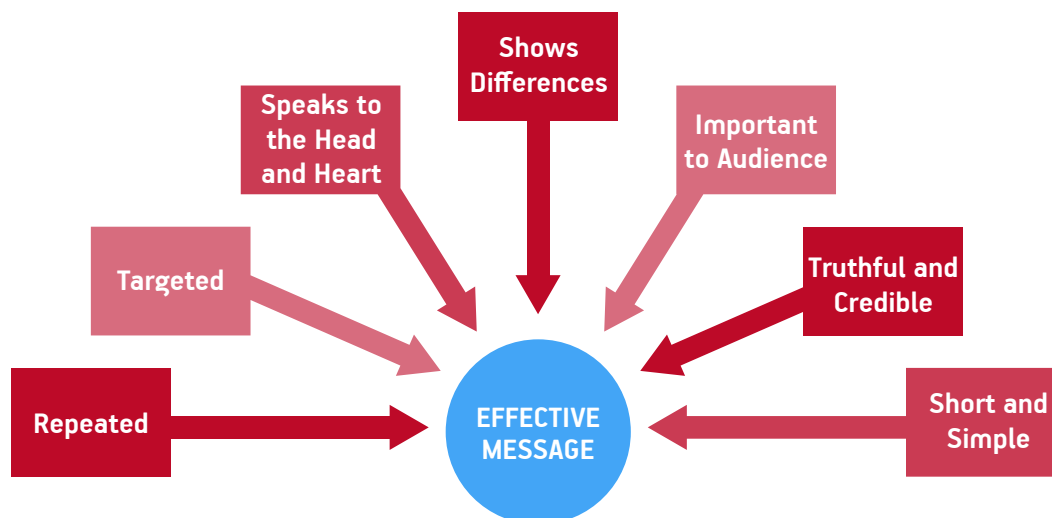 Shows
Differences
Speaks to
the Head
and Heart
Important
to Audience
Targeted
Truthful and
Credible
Repeated
Short and
Simple
EFFECTIVE
MESSAGE